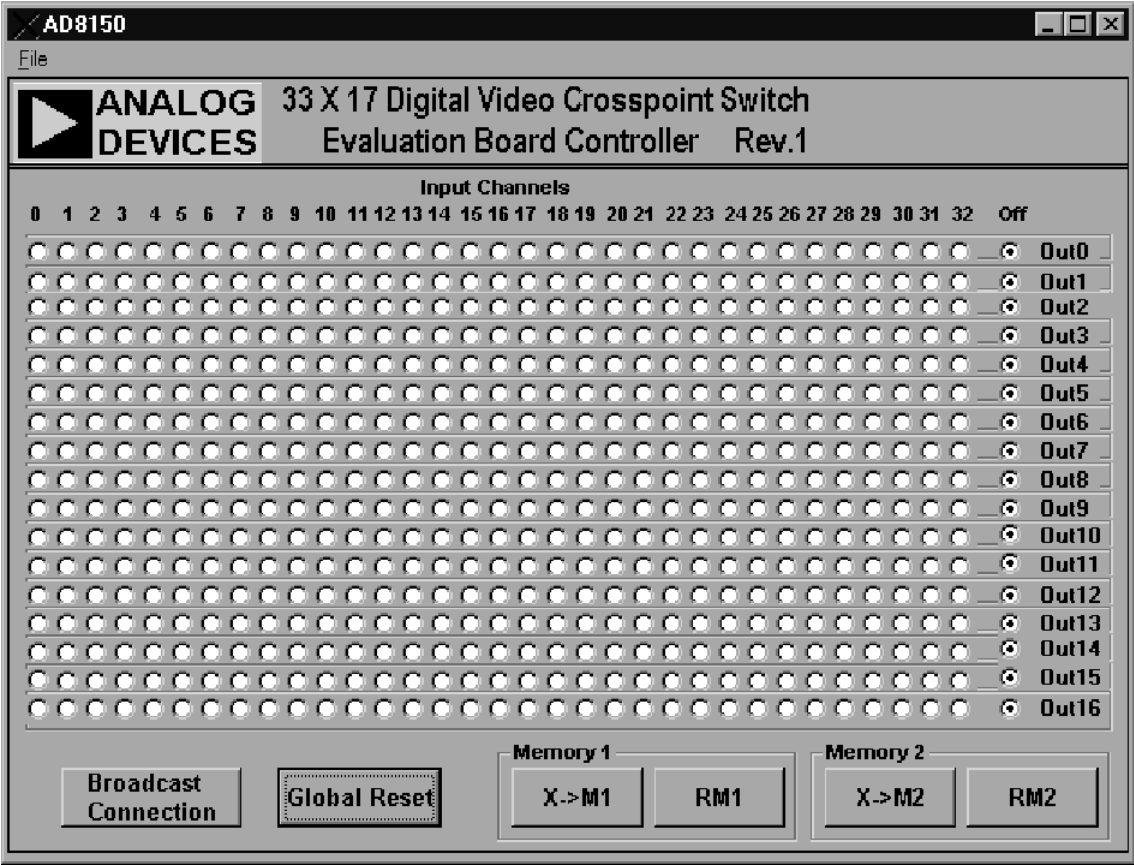 AD8150
File
ANALOG DEVICES
33 X 17 Digital Video Crosspoint Switch
Evaluation Board Controller Rev.1
Input Channels
0 1 2 3 4 5 6 7 8 9 10 11 12 13 14 15 16 17 18 19 20 21 22 23 24 25 26 27 28 29 30 31 32 Off
Out0
Out1
Out2
Out3
Out4
Out5
Out6
Out7
Out8
Out9
Out10
Out11
Out12
Out13
Out14
Out15
Out16
Broadcast
Connection
Global Reset
Memory 1
X->M1
RM1
Memory 2
X->M2
RM2